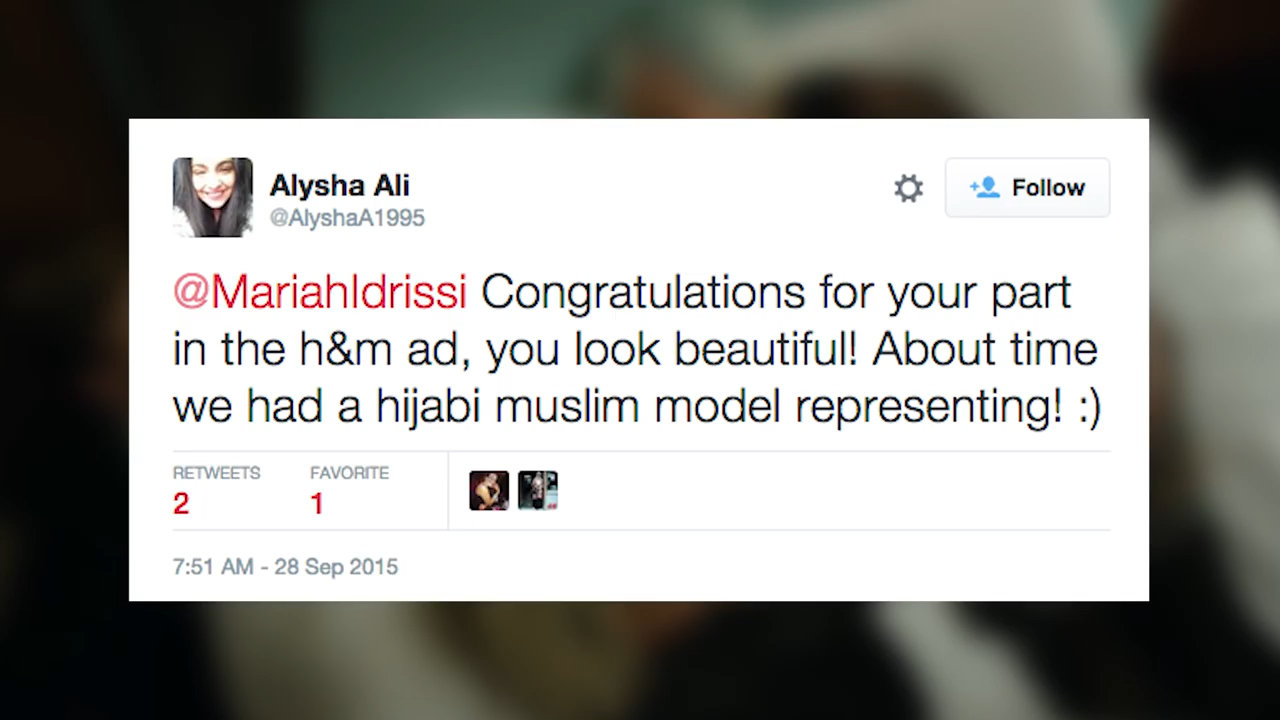 Alysha Ali
@AlyshaA1995
Follow
@MariahIdrissi Congratulations for your part
in the h&m ad, you look beautiful! About time
we had a hijabi muslim model representing! :)
RETWEETS FAVORITE
2 1
7:51 AM - 28 Sep 2015